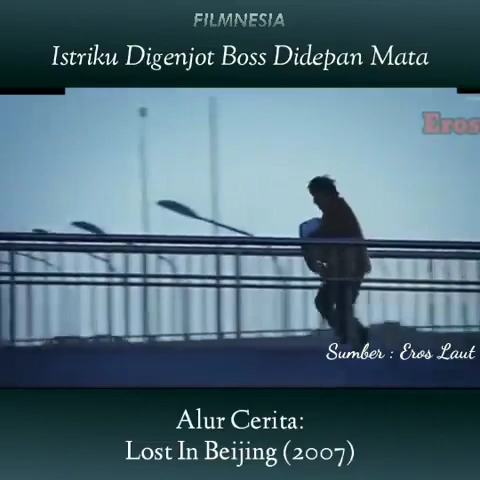 FILMNESIA
Istriku Digenjot Boss Didepan Mata
Eros
Sumber : Eros Laut
Alur Cerita:
Lost In Beijing (2007)